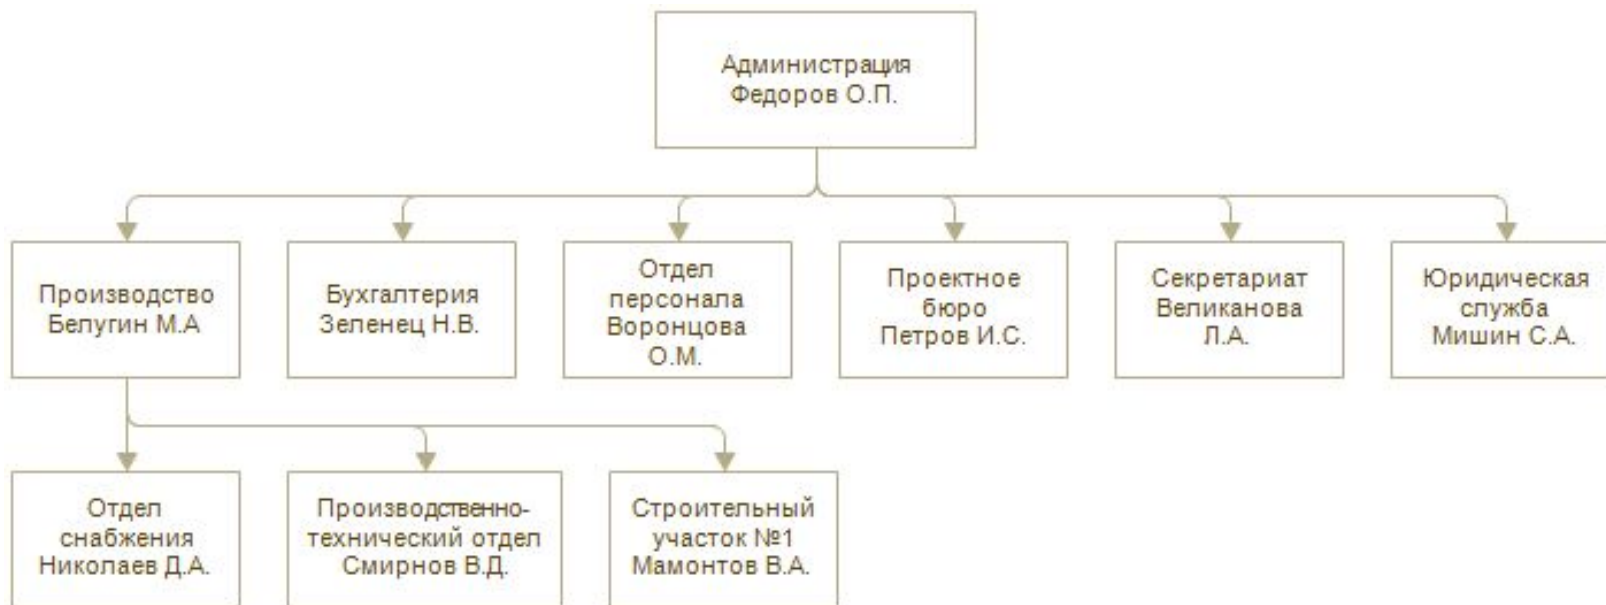 Администрация
Федоров О.П.
Производство
Белугин М.А
Бухгалтерия
Зеленец Н.В.
Отдел
персонала
Воронцова
О.М.
Проектное
бюро
Петров И.С.
Секретариат
Великанова
Л.А.
Юридическая
служба
Мишин С.А.
Отдел
снабжения
Николаев Д.А.
Производственно-
технический отдел
Смирнов В.Д.
Строительный
участок №1
Мамонтов В.А.